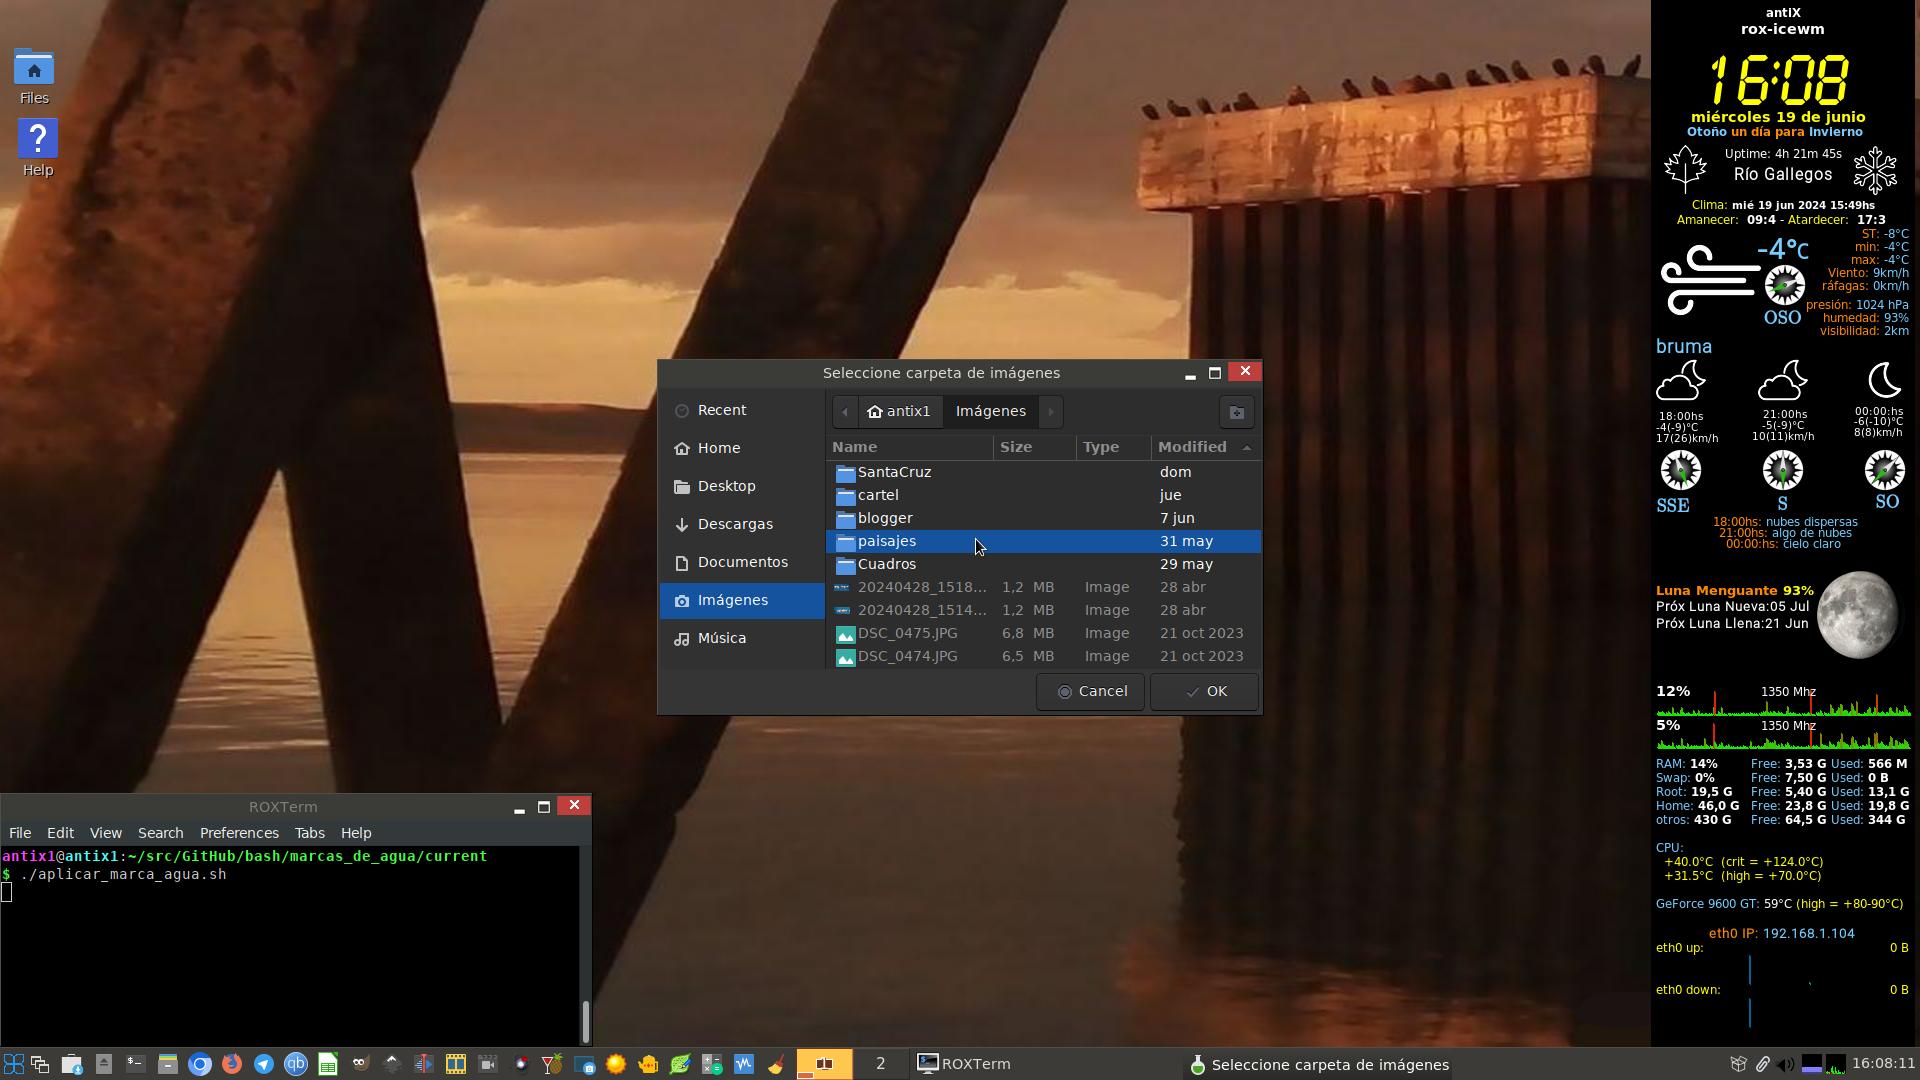 Files
Help
Seleccione carpeta de imágenes
Recent
Home
Desktop
Descargas
Documentos
Imágenes
Música
antix1 Imágenes
Name Size Type Modified
SantaCruz dom
cartel jue
blogger 7 jun
paisajes 31 may
Cuadros 29 may
20240428_1518... 1,2 MB Image 28 abr
20240428_1514... 1,2 MB Image 28 abr
DSC_0475.JPG 6,8 MB Image 21 oct 2023
DSC_0474.JPG 6,5 MB Image 21 oct 2023
Cancel OK
ROXTerm
File Edit View Search Preferences Tabs Help
antix1@antix1:~/src/GitHub/bash/marcas_de_agua/current
$ ./aplicar_marca_agua.sh
antiX
rox-icewm
16:08
miércoles 19 de junio
Otoño un día para Invierno
Uptime: 4h 21m 45s
Río Gallegos
Clima: mié 19 jun 2024 15:49hs
Amanecer: 09:4 - Atardecer: 17:3
-4°C
ST: -8°C
min: -4°C
max: -4°C
Viento: 9km/h
ráfagas: 0km/h
OSO
presión: 1024 hPa
humedad: 93%
visibilidad: 2km
bruma
18:00hs 21:00hs 00:00:hs
-4(-9)°C -5(-9)°C -6(-10)°C
17(26)km/h 10(11)km/h 8(8)km/h
SSE S SO
18:00hs: nubes dispersas
21:00hs: algo de nubes
00:00:hs: cielo claro
Luna Menguante 93%
Próx Luna Nueva:05 Jul
Próx Luna Llena:21 Jun
12% 1350 Mhz
5% 1350 Mhz
RAM: 14% Free: 3,53 G Used: 566 M
Swap: 0% Free: 7,50 G Used: 0 B
Root: 19,5 G Free: 5,40 G Used: 13,1 G
Home: 46,0 G Free: 23,8 G Used: 19,8 G
otros: 430 G Free: 64,5 G Used: 344 G
CPU:
+40.0°C (crit = +124.0°C)
+31.5°C (high = +70.0°C)
GeForce 9600 GT: 59°C (high = +80-90°C)
eth0 IP: 192.168.1.104
eth0 up: 0 B
eth0 down: 0 B
1 2 ROXTerm Seleccione carpeta de imágenes 16:08:11